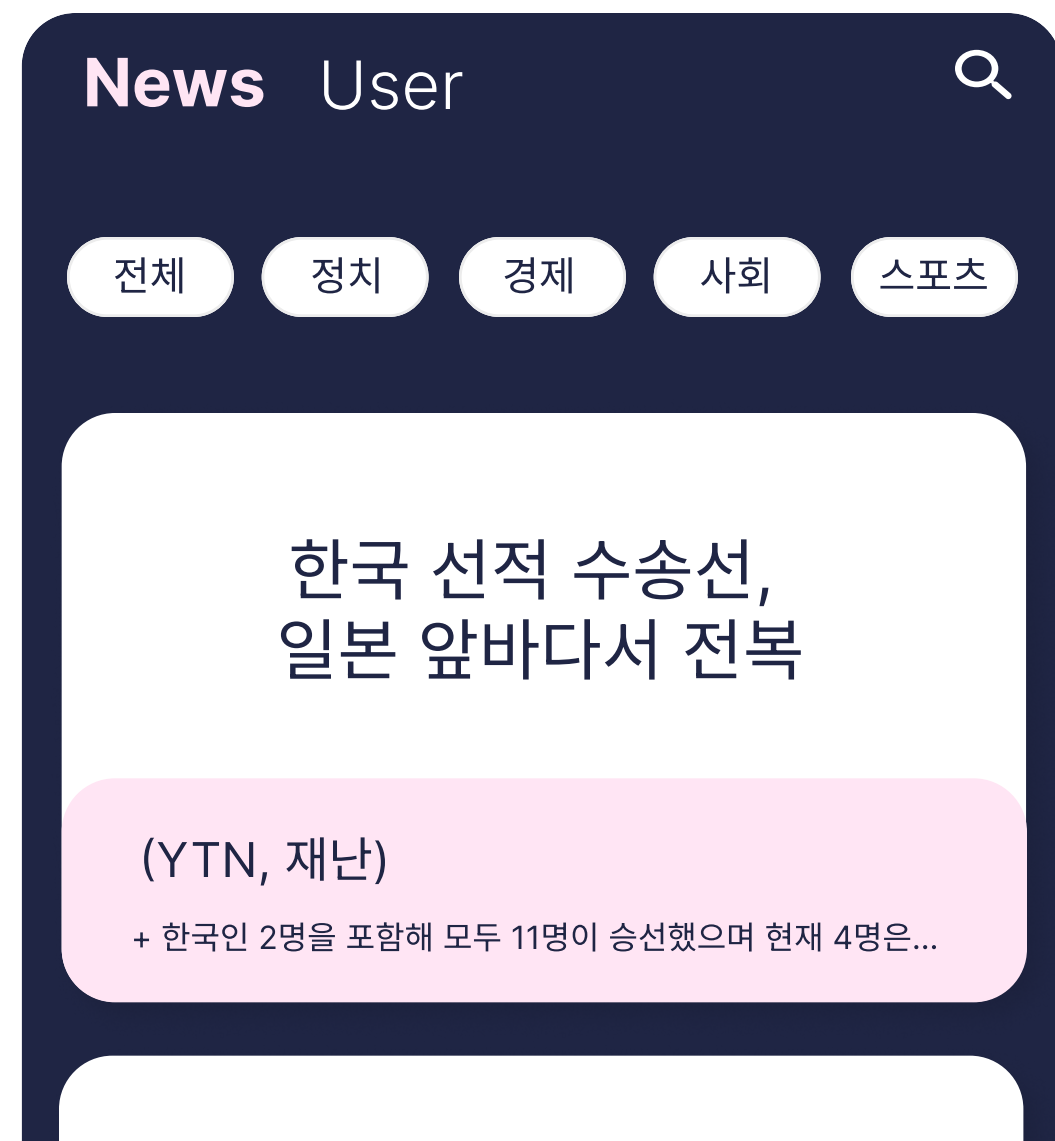 News User
전체 정치 경제 사회 스포츠
한국 선적 수송선,
일본 앞바다서 전복
(YTN, 재난)
+ 한국인 2명을 포함해 모두 11명이 승선했으며 현재 4명은...